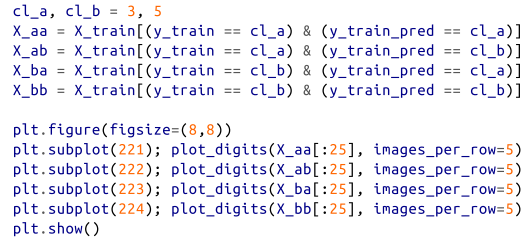 cl_a, cl_b = 3, 5
X_aa = X_train[(y_train == cl_a) & (y_train_pred == cl_a)]
X_ab = X_train[(y_train == cl_a) & (y_train_pred == cl_b)]
X_ba = X_train[(y_train == cl_b) & (y_train_pred == cl_a)]
X_bb = X_train[(y_train == cl_b) & (y_train_pred == cl_b)]

plt.figure(figsize=(8,8))
plt.subplot(221); plot_digits(X_aa[:25], images_per_row=5)
plt.subplot(222); plot_digits(X_ab[:25], images_per_row=5)
plt.subplot(223); plot_digits(X_ba[:25], images_per_row=5)
plt.subplot(224); plot_digits(X_bb[:25], images_per_row=5)
plt.show()